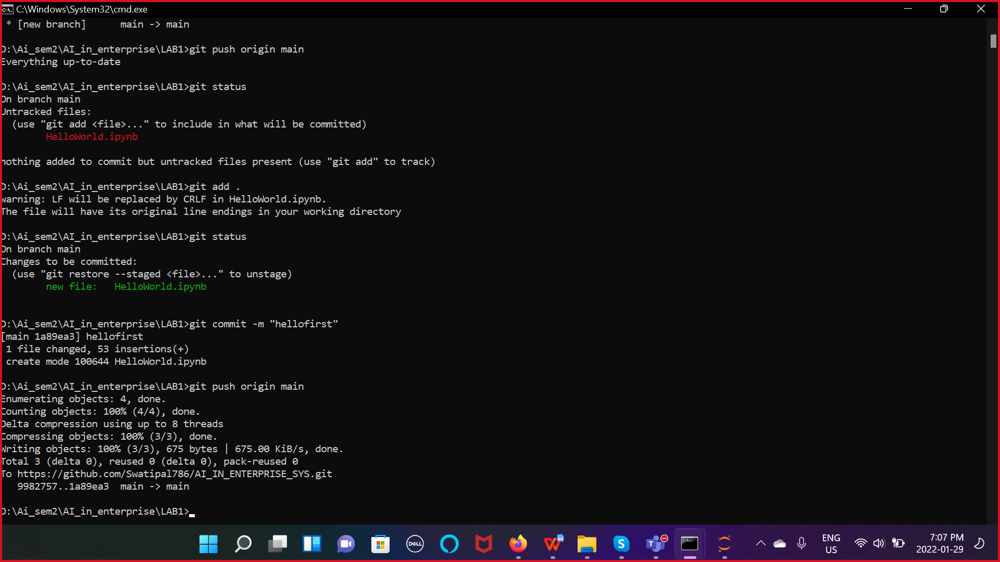 C:\Windows\System32\cmd.exe
* [new branch]      main -> main
D:\Ai_sem2\AI_in_enterprise\LAB1>git push origin main
Everything up-to-date
D:\Ai_sem2\AI_in_enterprise\LAB1>git status
On branch main
Untracked files:
  (use "git add <file>..." to include in what will be committed)
        HelloWorld.ipynb
nothing added to commit but untracked files present (use "git add" to track)
D:\Ai_sem2\AI_in_enterprise\LAB1>git add .
warning: LF will be replaced by CRLF in HelloWorld.ipynb.
The file will have its original line endings in your working directory
D:\Ai_sem2\AI_in_enterprise\LAB1>git status
On branch main
Changes to be committed:
  (use "git restore --staged <file>..." to unstage)
        new file:   HelloWorld.ipynb
D:\Ai_sem2\AI_in_enterprise\LAB1>git commit -m "hellofirst"
[main 1a89ea3] hellofirst
 1 file changed, 53 insertions(+)
 create mode 100644 HelloWorld.ipynb
D:\Ai_sem2\AI_in_enterprise\LAB1>git push origin main
Enumerating objects: 4, done.
Counting objects: 100% (4/4), done.
Delta compression using up to 8 threads
Compressing objects: 100% (3/3), done.
Writing objects: 100% (3/3), 675 bytes | 675.00 KiB/s, done.
Total 3 (delta 0), reused 0 (delta 0), pack-reused 0
To https://github.com/Swatipal786/AI_IN_ENTERPRISE_SYS.git
   9982757..1a89ea3  main -> main
D:\Ai_sem2\AI_in_enterprise\LAB1>
DELL
W
W
S
T
ENG
US
7:07 PM
2022-01-29